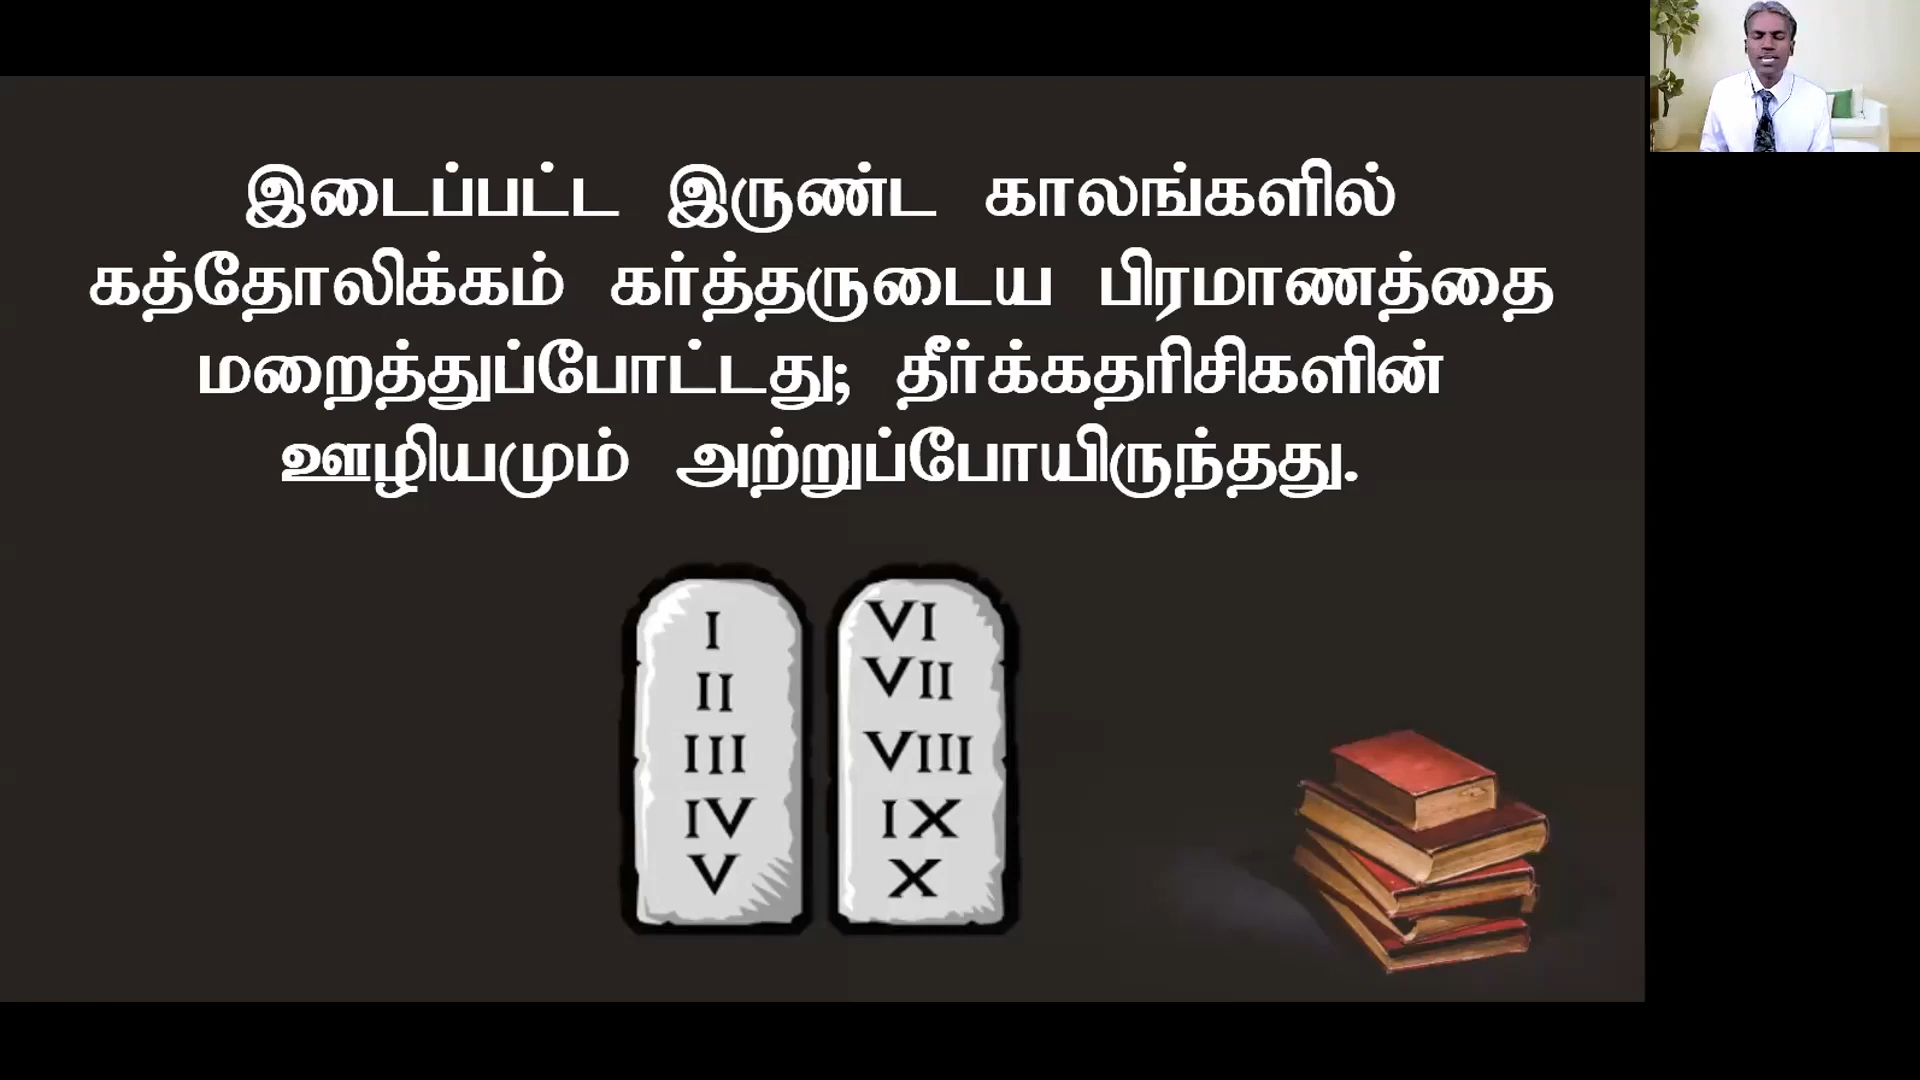 இடைப்பட்ட இருண்ட காலங்களில்
கத்தோலிக்கம் கர்த்தருடைய பிரமாணத்தை
மறைத்துப்போட்டது; தீர்க்கதரிசிகளின்
ஊழியமும் அற்றுப்போயிருந்தது.
I
II
III
IV
V
VI
VII
VIII
IX
X